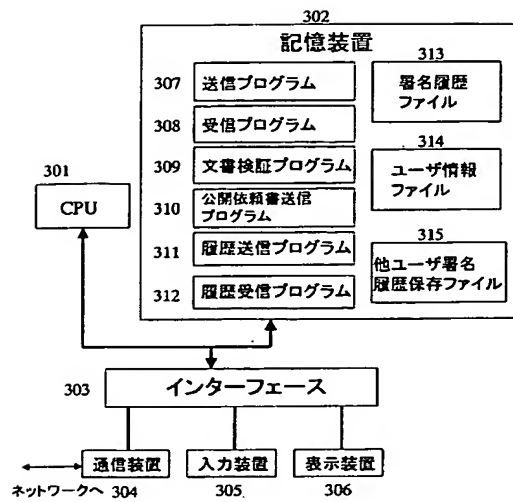 302
記憶装置
307
送信プログラム
308
受信プログラム
309
文書検証プログラム
310
公開依頼書送信
プログラム
311
履歴送信プログラム
312
履歴受信プログラム
313
署名履歴
ファイル
314
ユーザ情報
ファイル
315
他ユーザ署名
履歴保存ファイル
301
CPU
303
インターフェース
通信装置
入力装置
表示装置
ネットワークへ 304
305
306